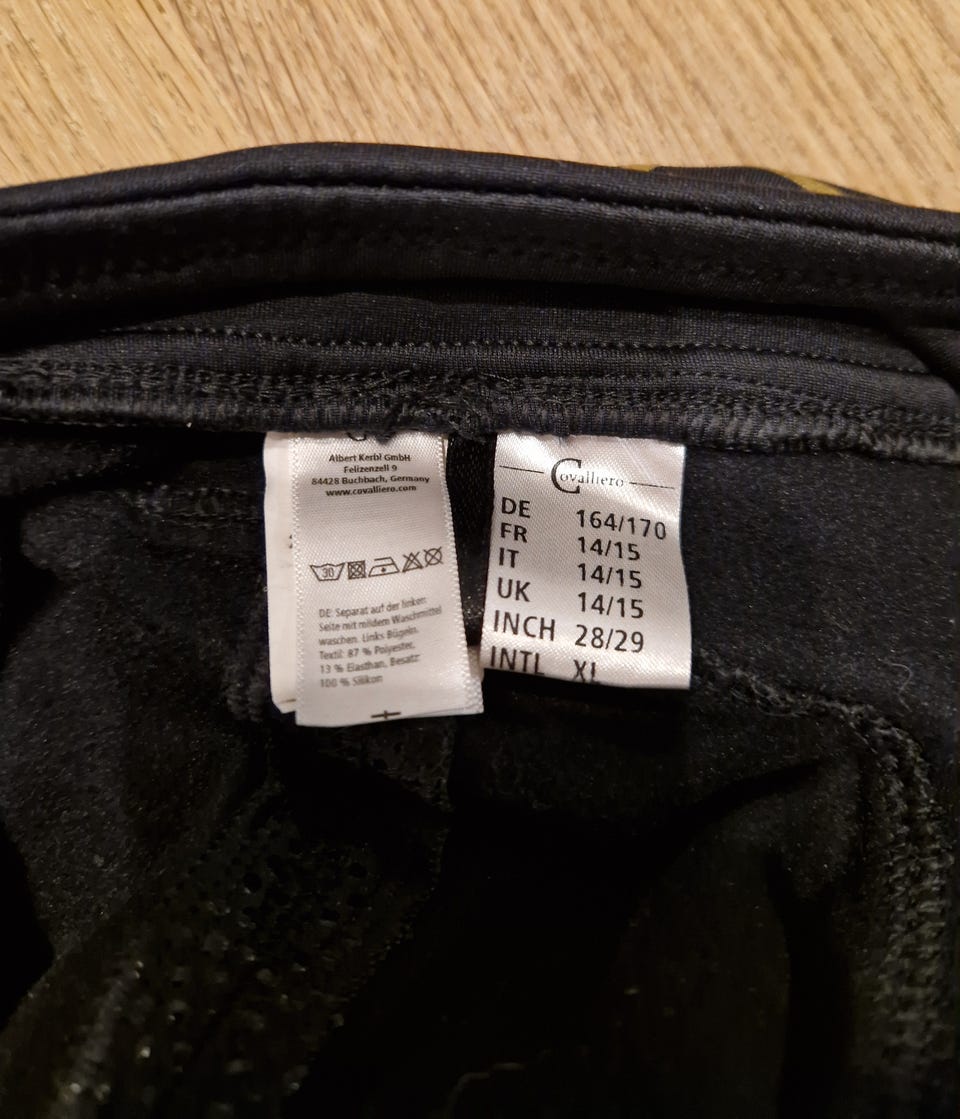 Albert Kerbl GmbH
Felizenzell 9
84428 Buchbach, Germany
www.covalliero.com
30
DE: Separat auf der linken
Seite mit mildem Waschmittel
waschen. Links Bügeln.
Textil: 87 % Polyester,
13 % Elasthan, Besatz:
100 % Silikon
Covalliero
DE 164/170
FR 14/15
IT 14/15
UK 14/15
INCH 28/29
INTL XL